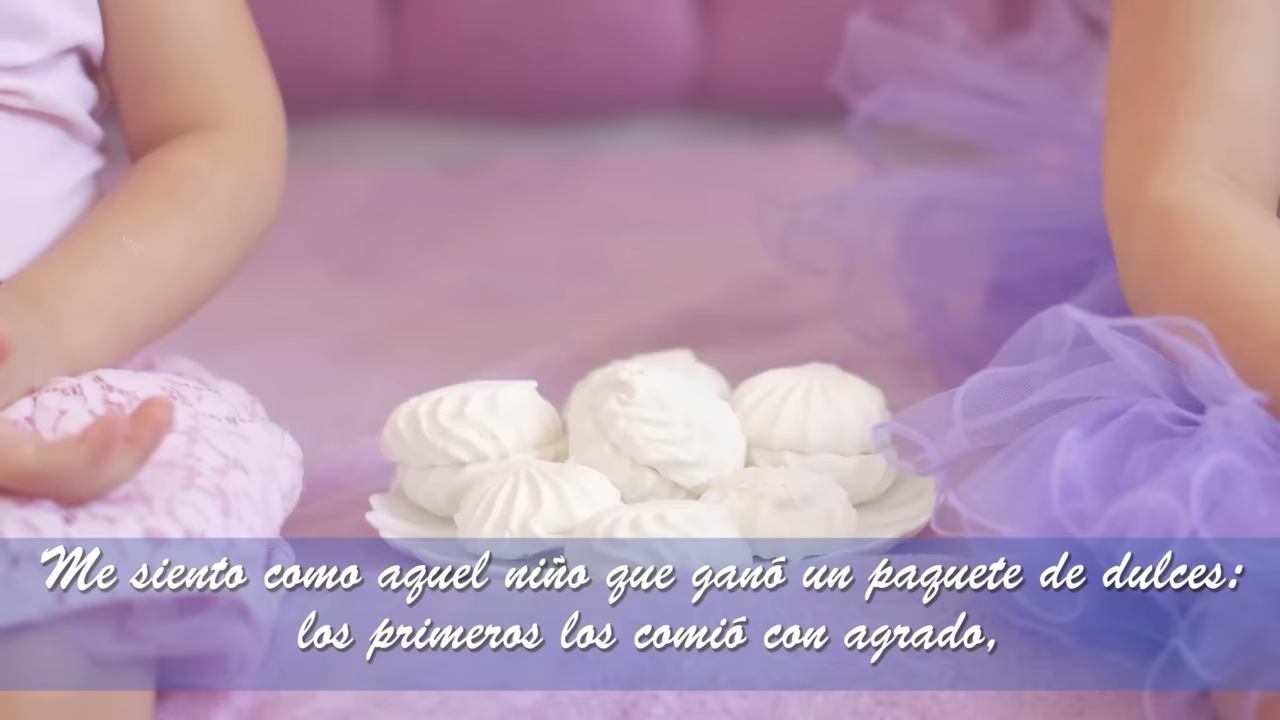 Me siento como aquel niño que ganó un paquete de dulces:
los primeros los comió con agrado,